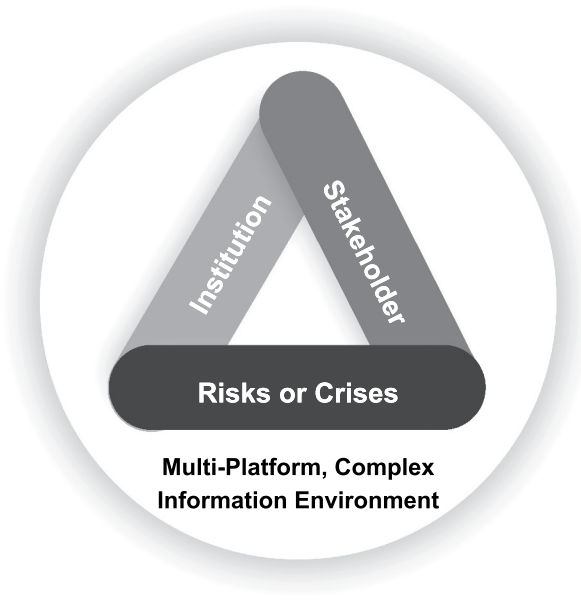 Institution
Stakeholder
Risks or Crises
Multi-Platform, Complex
Information Environment